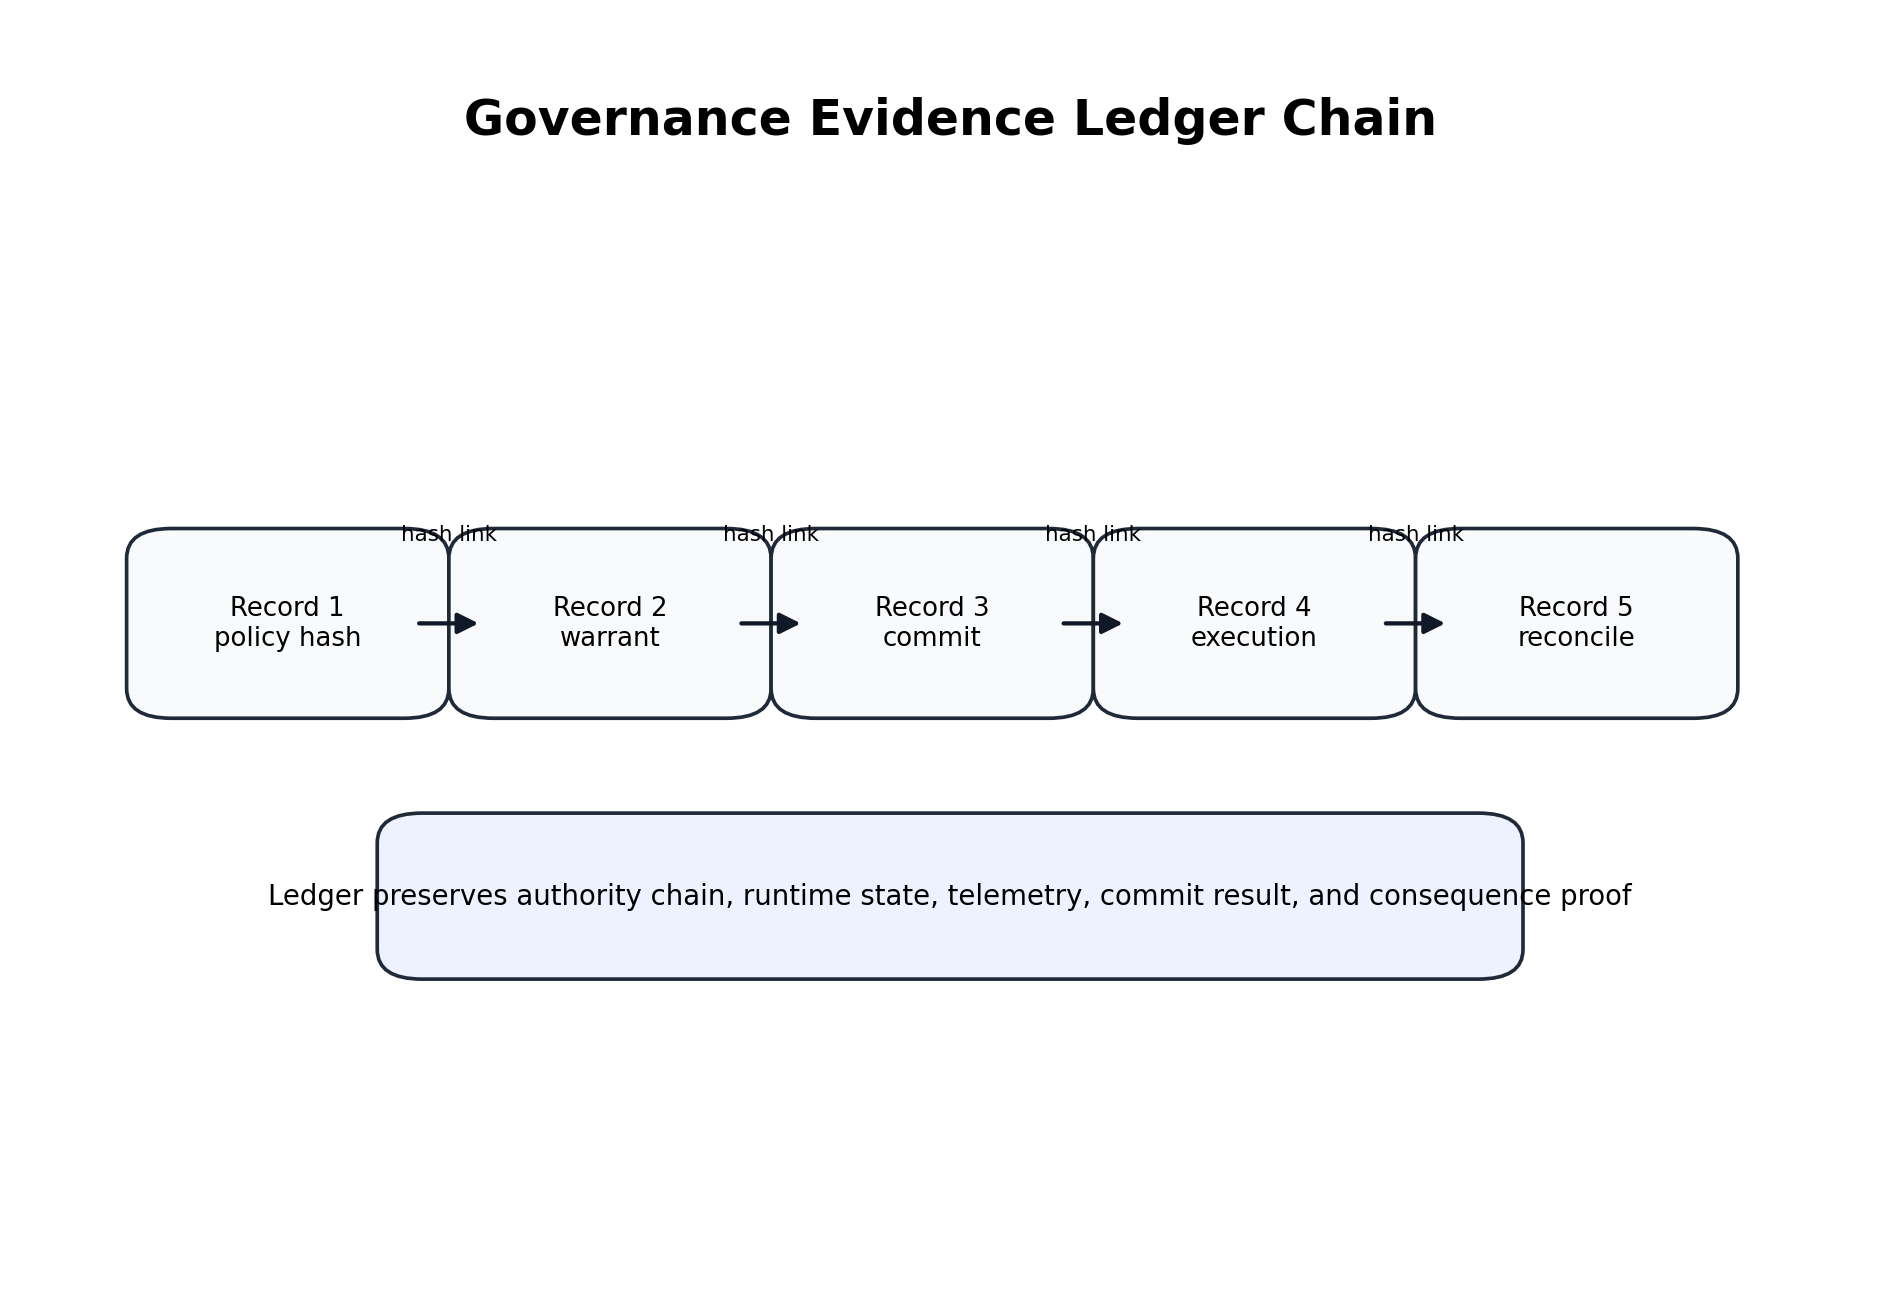 Governance Evidence Ledger Chain
hash link
hash link
hash link
hash link
Record 1
policy hash
Record 2
warrant
Record 3
commit
Record 4
execution
Record 5
reconcile
Ledger preserves authority chain, runtime state, telemetry, commit result, and consequence proof